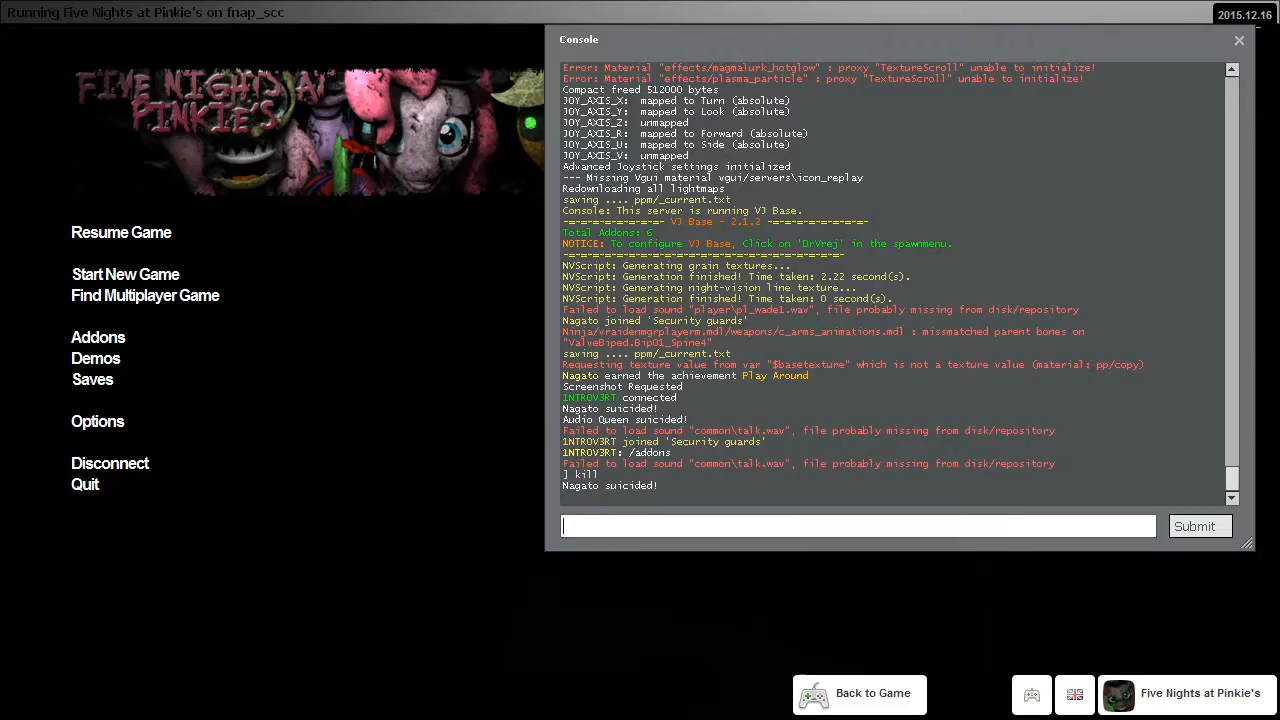 Running Five Nights at Pinkie's on fnap_scc
2015.12.16
FIVE NIGHTS AT
PINKIE'S
Resume Game
Start New Game
Find Multiplayer Game
Addons
Demos
Saves
Options
Disconnect
Quit
Console
Error: Material "effects/magmalurk_hotglow" : proxy "TextureScroll" unable to initialize!
Error: Material "effects/plasma_particle" : proxy "TextureScroll" unable to initialize!
Compact freed 512000 bytes
JOY_AXIS_X:  mapped to Turn (absolute)
JOY_AXIS_Y:  mapped to Look (absolute)
JOY_AXIS_Z:  unmapped
JOY_AXIS_R:  mapped to Forward (absolute)
JOY_AXIS_U:  mapped to Side (absolute)
JOY_AXIS_V:  unmapped
Advanced Joystick settings initialized
--- Missing Vgui material vgui/servers\icon_replay
Redownloading all lightmaps
saving .... ppm/_current.txt
Console: This server is running VJ Base.
-=-=-=-=-=-=-=-=- VJ Base - 2.1.2 -=-=-=-=-=-=-=-=-
Total Addons: 6
NOTICE: To configure VJ Base, Click on 'DrVrej' in the spawnmenu.
-=-=-=-=-=-=-=-=-=-=-=-=-=-=-=-=-=-=-=-=-=-=-=-
NVScript: Generating grain textures...
NVScript: Generation finished! Time taken: 2.22 second(s).
NVScript: Generating night-vision line texture...
NVScript: Generation finished! Time taken: 0 second(s).
Failed to load sound "player\pl_wade1.wav", file probably missing from disk/repository
Nagato joined 'Security guards'
Ninja/vraidenmgrplayerm.mdl/weapons/c_arms_animations.mdl : mismatched parent bones on
"ValveBiped.Bip01_Spine4"
saving .... ppm/_current.txt
Requesting texture value from var "$basetexture" which is not a texture value (material: pp/copy)
Nagato earned the achievement Play Around
Screenshot Requested
1NTROV3RT connected
Nagato suicided!
Audio Queen suicided!
Failed to load sound "common\talk.wav", file probably missing from disk/repository
1NTROV3RT joined 'Security guards'
1NTROV3RT: /addons
Failed to load sound "common\talk.wav", file probably missing from disk/repository
] kill
Nagato suicided!
Submit
Back to Game
Five Nights at Pinkie's